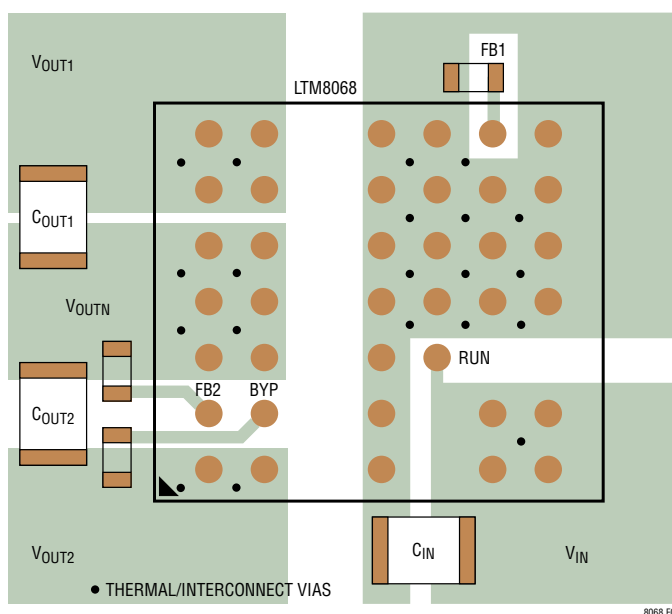 FB1
VOUT1
LTM8068
COUT1
VOUTN
RUN
FB2 BYP
COUT2
CIN
VIN
VOUT2
• THERMAL/INTERCONNECT VIAS